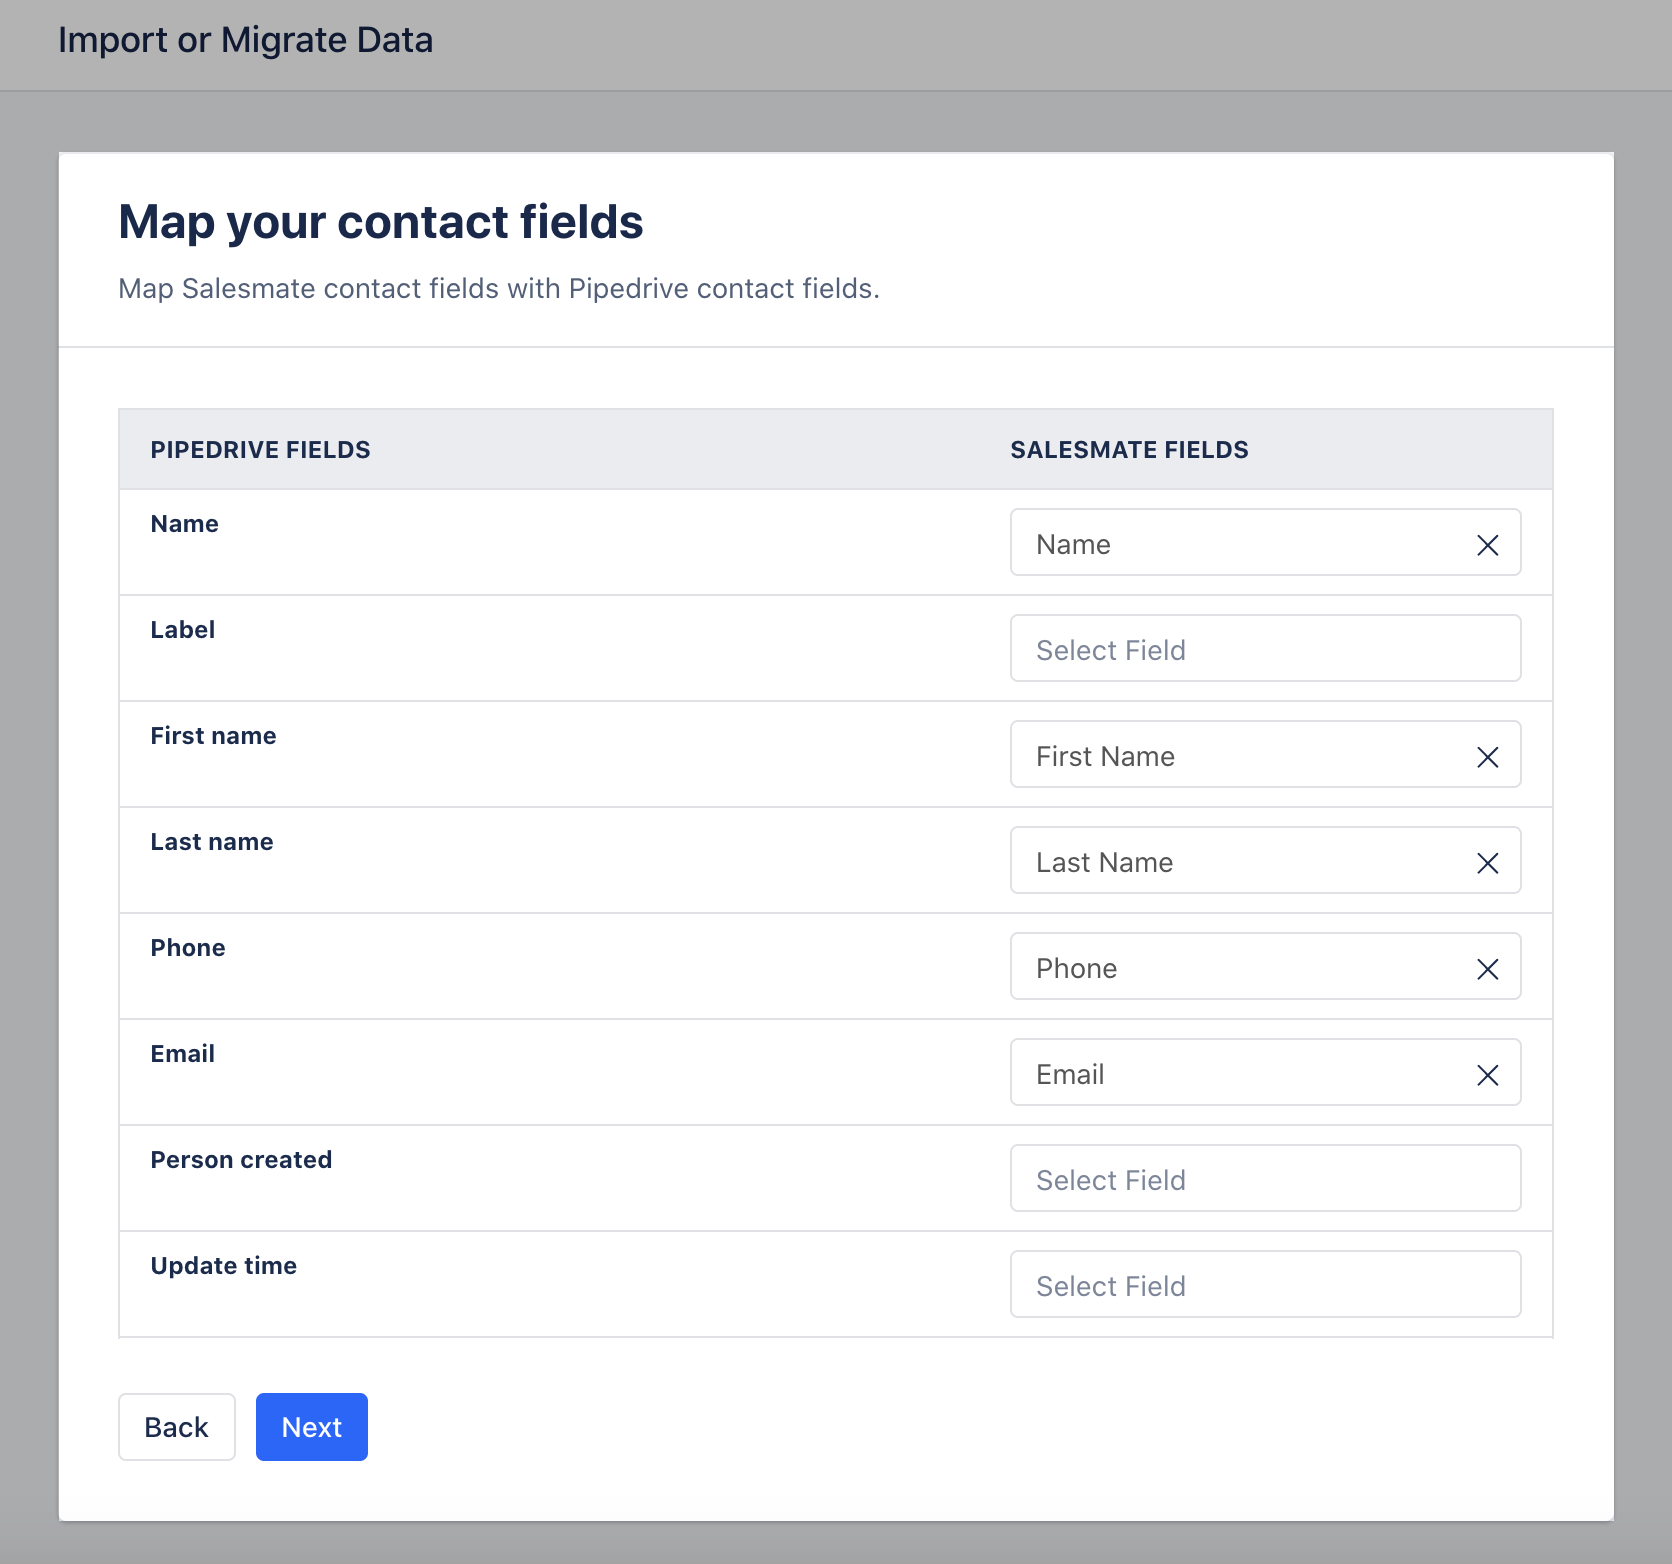 Import or Migrate Data
Map your contact fields
Map Salesmate contact fields with Pipedrive contact fields.
PIPEDRIVE FIELDS SALESMATE FIELDS
Name Name
Label Select Field
First name First Name
Last name Last Name
Phone Phone
Email Email
Person created Select Field
Update time Select Field
Back Next